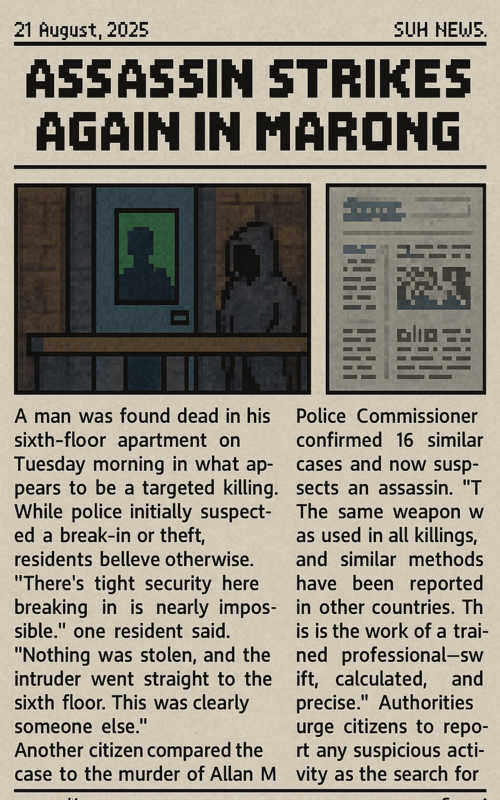 21 August, 2025
SUH NEWS.
ASSASSIN STRIKES
AGAIN IN MARONG
A man was found dead in his
sixth-floor apartment on
Tuesday morning in what ap-
pears to be a targeted killing.
While police initially suspect-
ed a break-in or theft,
residents belleve otherwise.
"There's tight security here
breaking in is nearly impos-
sible." one resident said.
"Nothing was stolen, and the
intruder went straight to the
sixth floor. This was clearly
someone else."
Another citizen compared the
case to the murder of Allan M
Police Commissioner
confirmed 16 similar
cases and now susp-
sects an assassin. "T
The same weapon w
as used in all killings,
and similar methods
have been reported
in other countries. Th
is is the work of a trai-
ned professional—sw
ift, calculated, and
precise." Authorities
urge citizens to repo-
rt any suspicious acti-
vity as the search for